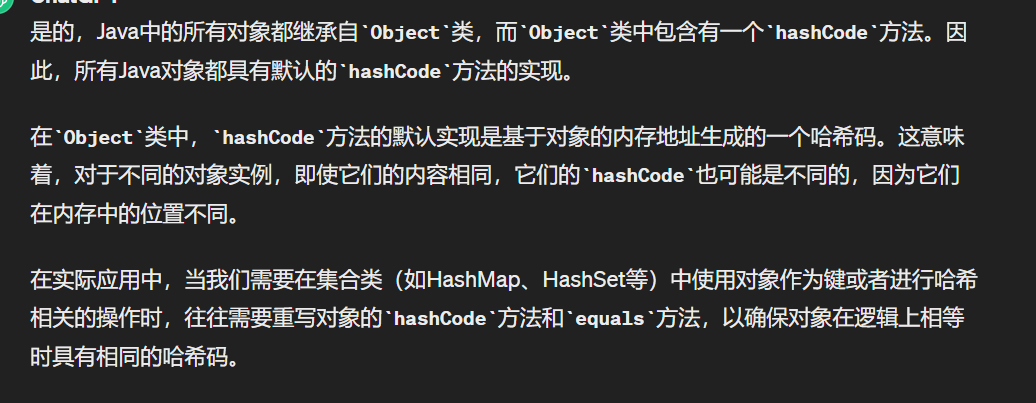 是的，Java中的所有对象都继承自`Object`类，而`Object`类中包含有一个`hashCode`方法。因
此，所有Java对象都具有默认的`hashCode`方法的实现。
在`Object`类中，`hashCode`方法的默认实现是基于对象的内存地址生成的一个哈希码。这意味
着，对于不同的对象实例，即使它们的内容相同，它们的`hashCode`也可能是不同的，因为它们
在内存中的位置不同。
在实际应用中，当我们需要在集合类（如HashMap、HashSet等）中使用对象作为键或者进行哈希
相关的操作时，往往需要重写对象的`hashCode`方法和`equals`方法，以确保对象在逻辑上相等
时具有相同的哈希码。